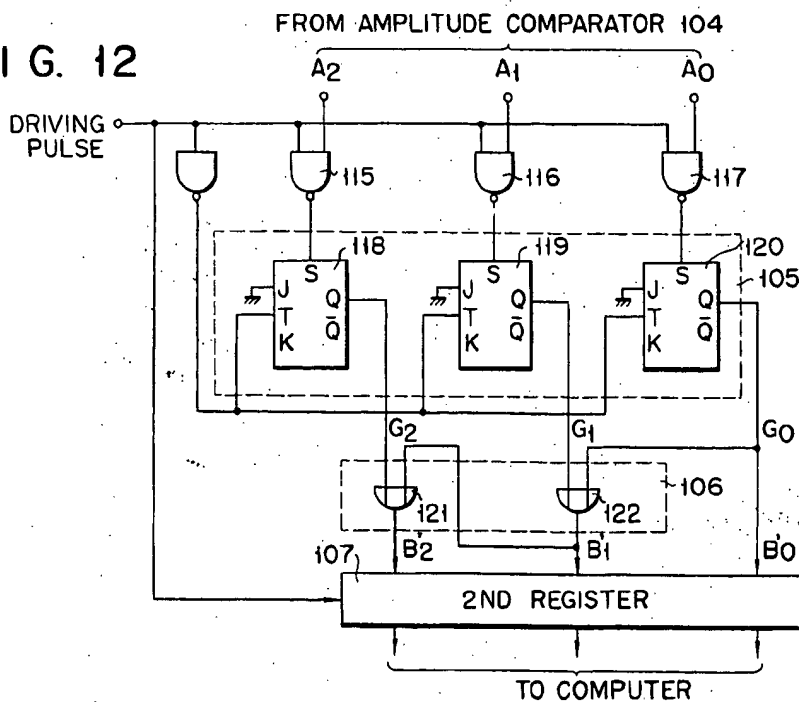 FROM AMPLITUDE COMPARATOR 104
I G. 12
A2 A1 A0
DRIVING
PULSE
115 116 117
118 119 120
S S S
105
J Q J Q J Q
T Q̄ T Q̄ T Q̄
K K K
G2 G1 G0
106
121 122
107 B'2 B'1 B'0
2ND REGISTER
TO COMPUTER